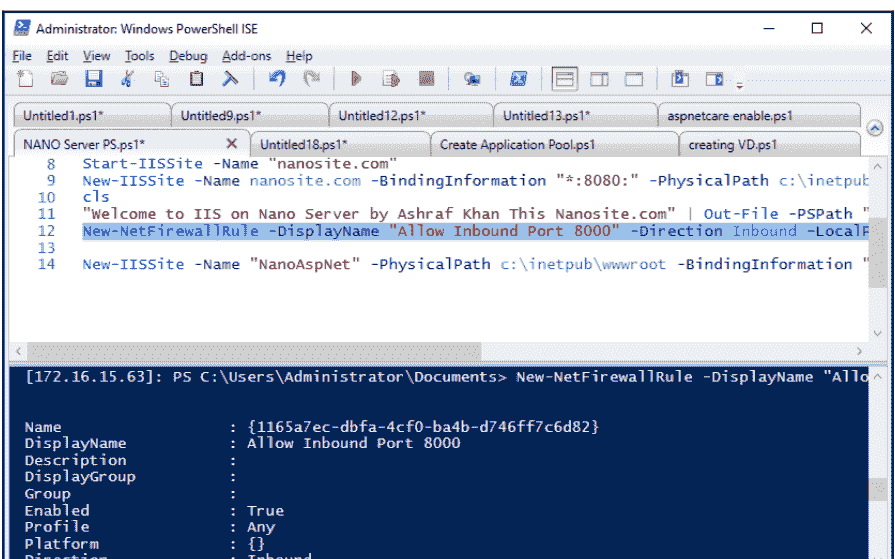 Administrator: Windows PowerShell ISE
File Edit View Tools Debug Add-ons Help
Untitled1.ps1* Untitled9.ps1* Untitled12.ps1* Untitled13.ps1* aspnetcare enable.ps1
NANO Server PS.ps1* X Untitled18.ps1* Create Application Pool.ps1 creating VD.ps1
8 Start-IISSite -Name "nanosite.com"
9 New-IISSite -Name nanosite.com -BindingInformation "*:8080:" -PhysicalPath c:\inetpub
10 cls
11 "Welcome to IIS on Nano Server by Ashraf Khan This Nanosite.com" | Out-File -PSPath "
12 New-NetFirewallRule -DisplayName "Allow Inbound Port 8000" -Direction Inbound -LocalP
13
14 New-IISSite -Name "NanoAspNet" -PhysicalPath c:\inetpub\wwwroot -BindingInformation "
[172.16.15.63]: PS C:\Users\Administrator\Documents> New-NetFirewallRule -DisplayName "Allo
Name : {1165a7ec-dbfa-4cf0-ba4b-d746ff7c6d82}
DisplayName : Allow Inbound Port 8000
Description :
DisplayGroup :
Group :
Enabled : True
Profile : Any
Platform : {}
Direction : Inbound